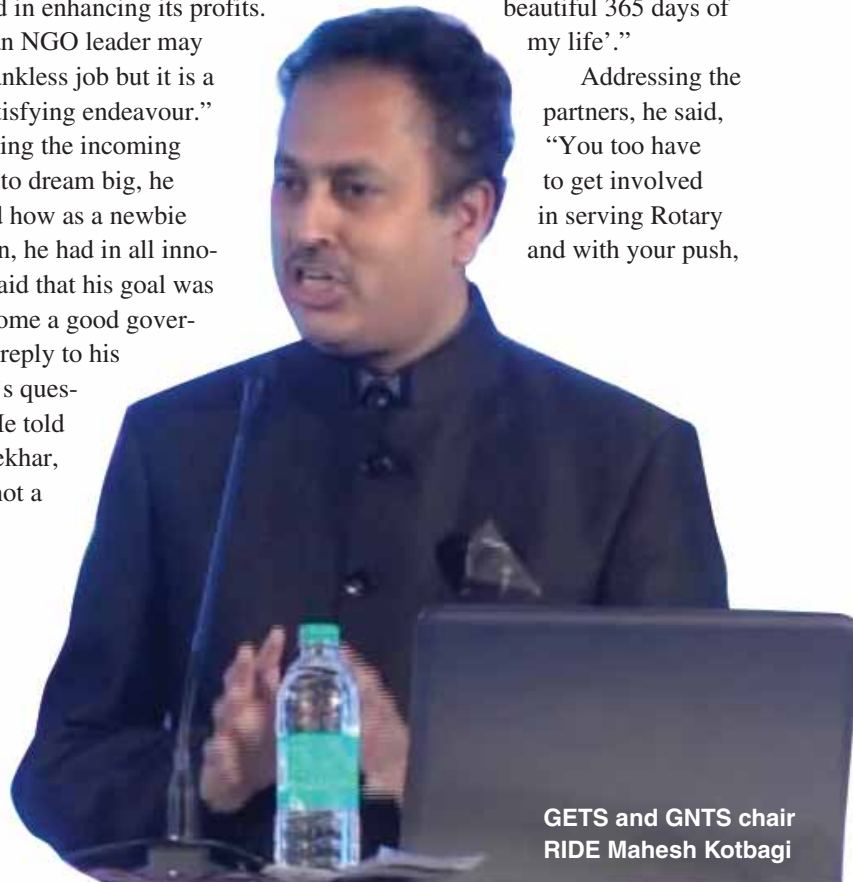 d in enhancing its profits.
an NGO leader may
ankless job but it is a
tisfying endeavour.”
ing the incoming
to dream big, he
d how as a newbie
n, he had in all inno-
aid that his goal was
ome a good gover-
reply to his
s ques-
He told
ekhar,
not a
beautiful 365 days of
my life’.”
Addressing the
partners, he said,
“You too have
to get involved
in serving Rotary
and with your push,
GETS and GNTS chair
RIDE Mahesh Kotbagi